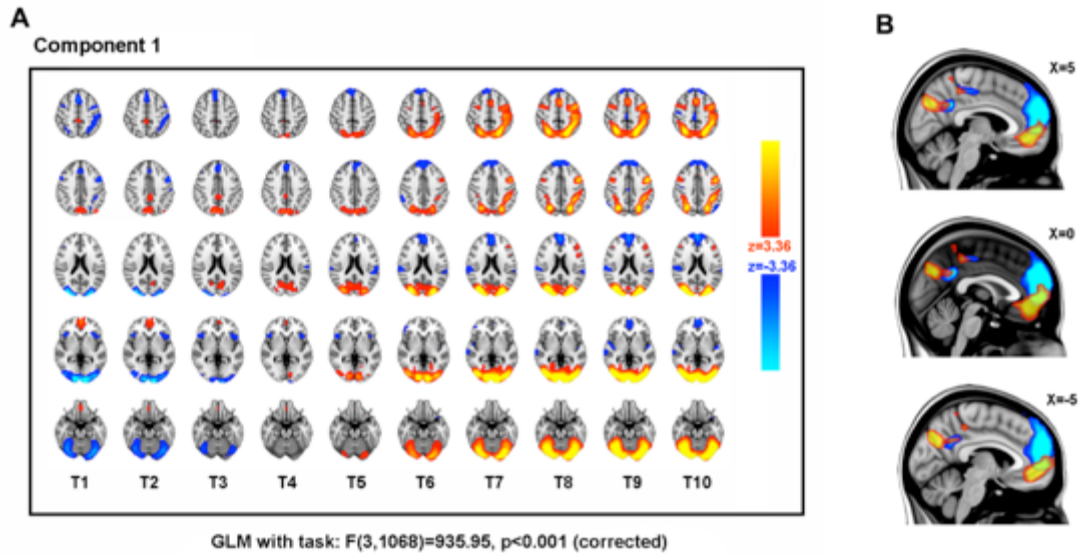 A
Component 1
z=3.36
z=-3.36
T1 T2 T3 T4 T5 T6 T7 T8 T9 T10
GLM with task: F(3,1068)=935.95, p<0.001 (corrected)
B
X=5
X=0
X=-5